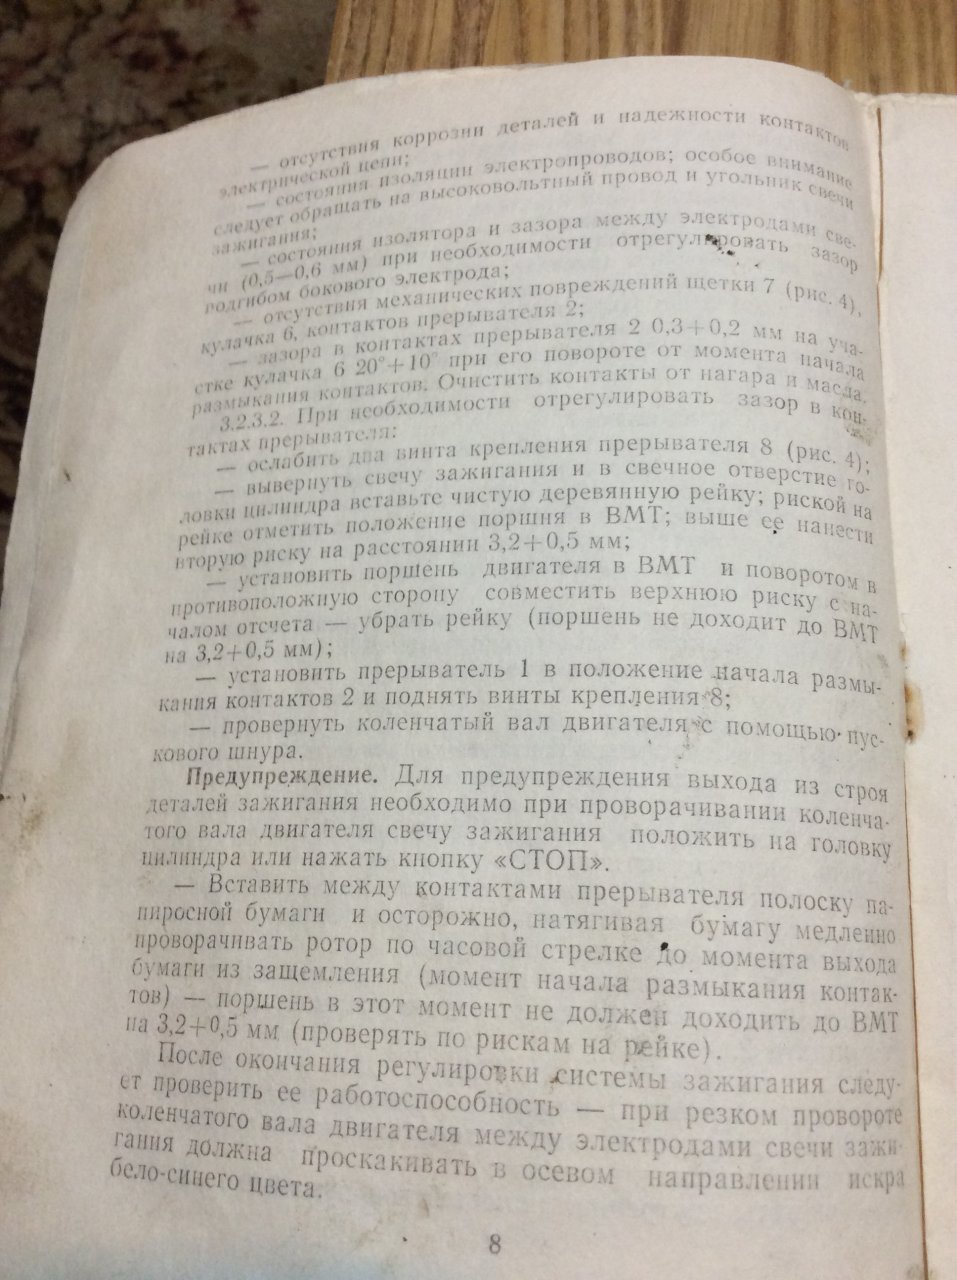 — отсутствия коррозии деталей и надежности контактов
электрической цепи;
— состояния изоляции электропроводов; особое внимание
следует обращать на высоковольтный провод и угольник свечи
зажигания;
— состояния изолятора и зазора между электродами све-
чи (0,5—0,6 мм) при необходимости отрегулировать зазор
подгибом бокового электрода;
— отсутствия механических повреждений щетки 7 (рис. 4),
кулачка 6, контактов прерывателя 2;
— зазора в контактах прерывателя 2 0,3+0,2 мм на уча-
стке кулачка 6 20°+10° при его повороте от момента начала
размыкания контактов. Очистить контакты от нагара и масла.
3.2.3.2. При необходимости отрегулировать зазор в кон-
тактах прерывателя:
— ослабить два винта крепления прерывателя 8 (рис. 4);
— вывернуть свечу зажигания и в свечное отверстие го-
ловки цилиндра вставьте чистую деревянную рейку; риской на
рейке отметить положение поршня в ВМТ; выше ее нанести
вторую риску на расстоянии 3,2+0,5 мм;
— установить поршень двигателя в ВМТ и поворотом в
противоположную сторону совместить верхнюю риску с на-
чалом отсчета — убрать рейку (поршень не доходит до ВМТ
на 3,2+0,5 мм);
— установить прерыватель 1 в положение начала размы-
кания контактов 2 и поднять винты крепления 8;
— провернуть коленчатый вал двигателя с помощью пус-
кового шнура.
Предупреждение. Для предупреждения выхода из строя
деталей зажигания необходимо при проворачивании коленча-
того вала двигателя свечу зажигания положить на головку
цилиндра или нажать кнопку «СТОП».
— Вставить между контактами прерывателя полоску па-
пиросной бумаги и осторожно, натягивая бумагу медленно
проворачивать ротор по часовой стрелке до момента выхода
бумаги из защемления (момент начала размыкания контак-
тов) — поршень в этот момент не должен доходить до ВМТ
на 3,2+0,5 мм (проверять по рискам на рейке).
После окончания регулировки системы зажигания следу-
ет проверить ее работоспособность — при резком провороте
коленчатого вала двигателя между электродами свечи зажи-
гания должна проскакивать в осевом направлении искра
бело-синего цвета.
8